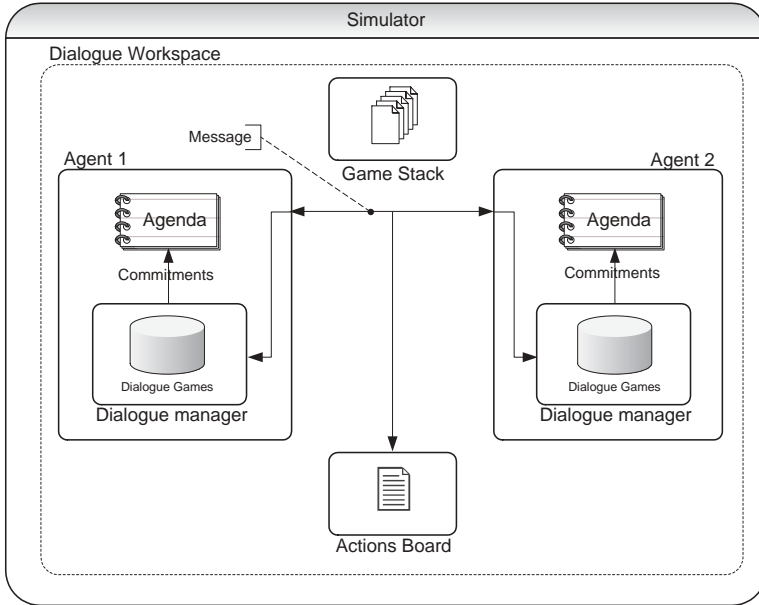 Simulator
Dialogue Workspace
Message
Game Stack
Agent 1
Agent 2
Agenda
Agenda
Commitments
Commitments
Dialogue Games
Dialogue Games
Dialogue manager
Dialogue manager
Actions Board